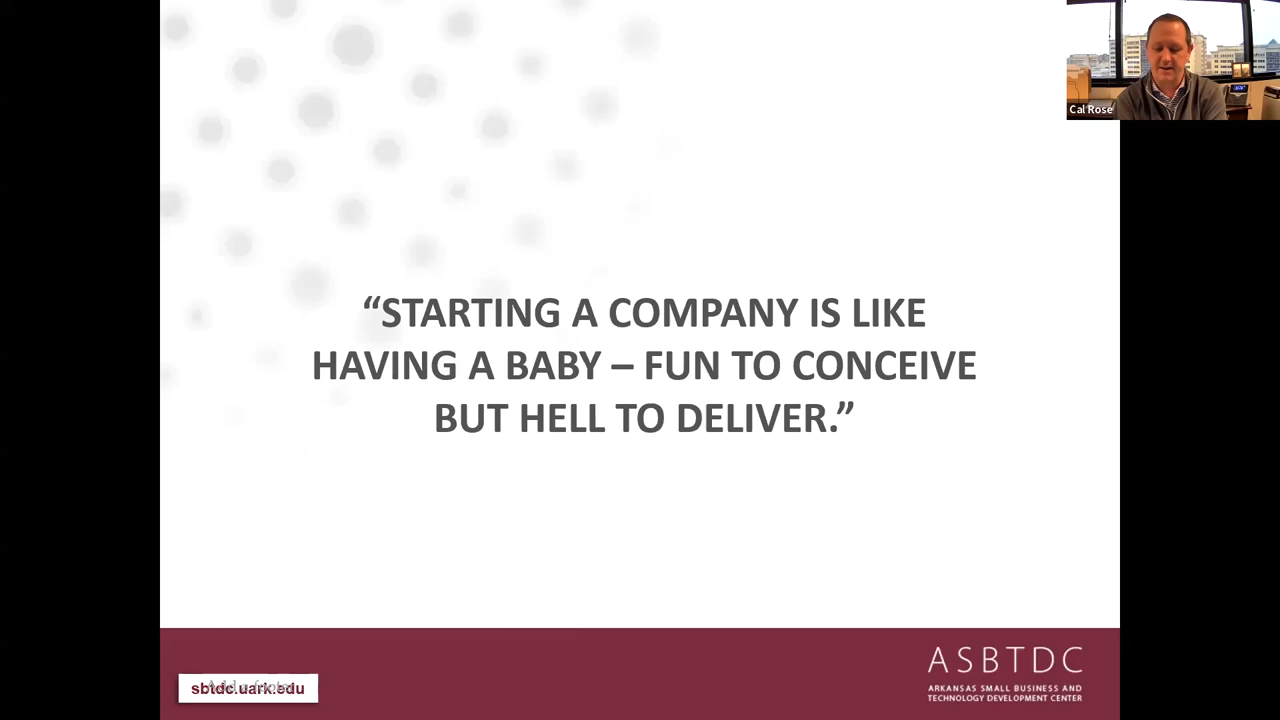 Cal Rose
“STARTING A COMPANY IS LIKE
HAVING A BABY – FUN TO CONCEIVE
BUT HELL TO DELIVER.”
sbtdc.uark.edu
ASBTDC
ARKANSAS SMALL BUSINESS AND
TECHNOLOGY DEVELOPMENT CENTER